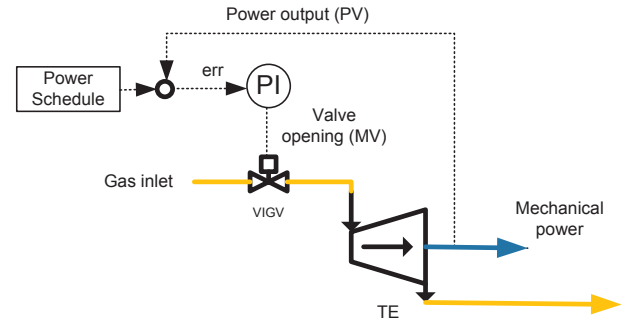 Power output (PV)
Power
Schedule
err
PI
Valve
opening (MV)
Gas inlet
VIGV
Mechanical
power
TE